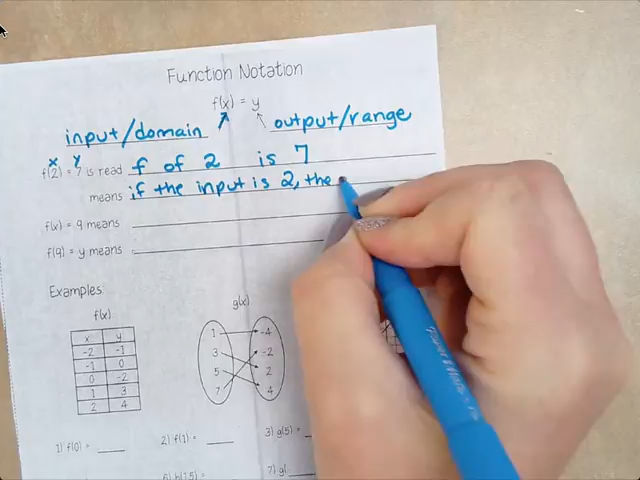 Function Notation
f(x) = y
input/domain output/range
x y
f(2) = 7 is read f of 2 is 7
means if the input is 2, the
f(x) = 9 means
f(9) = y means
Examples:
f(x) g(x)
x y
-2 -1
-1 0
0 -2
1 3
2 4
1 -4
3 -2
5 2
7 4
1) f(0) = 2) f(1) = 3) g(5) =
7) g(